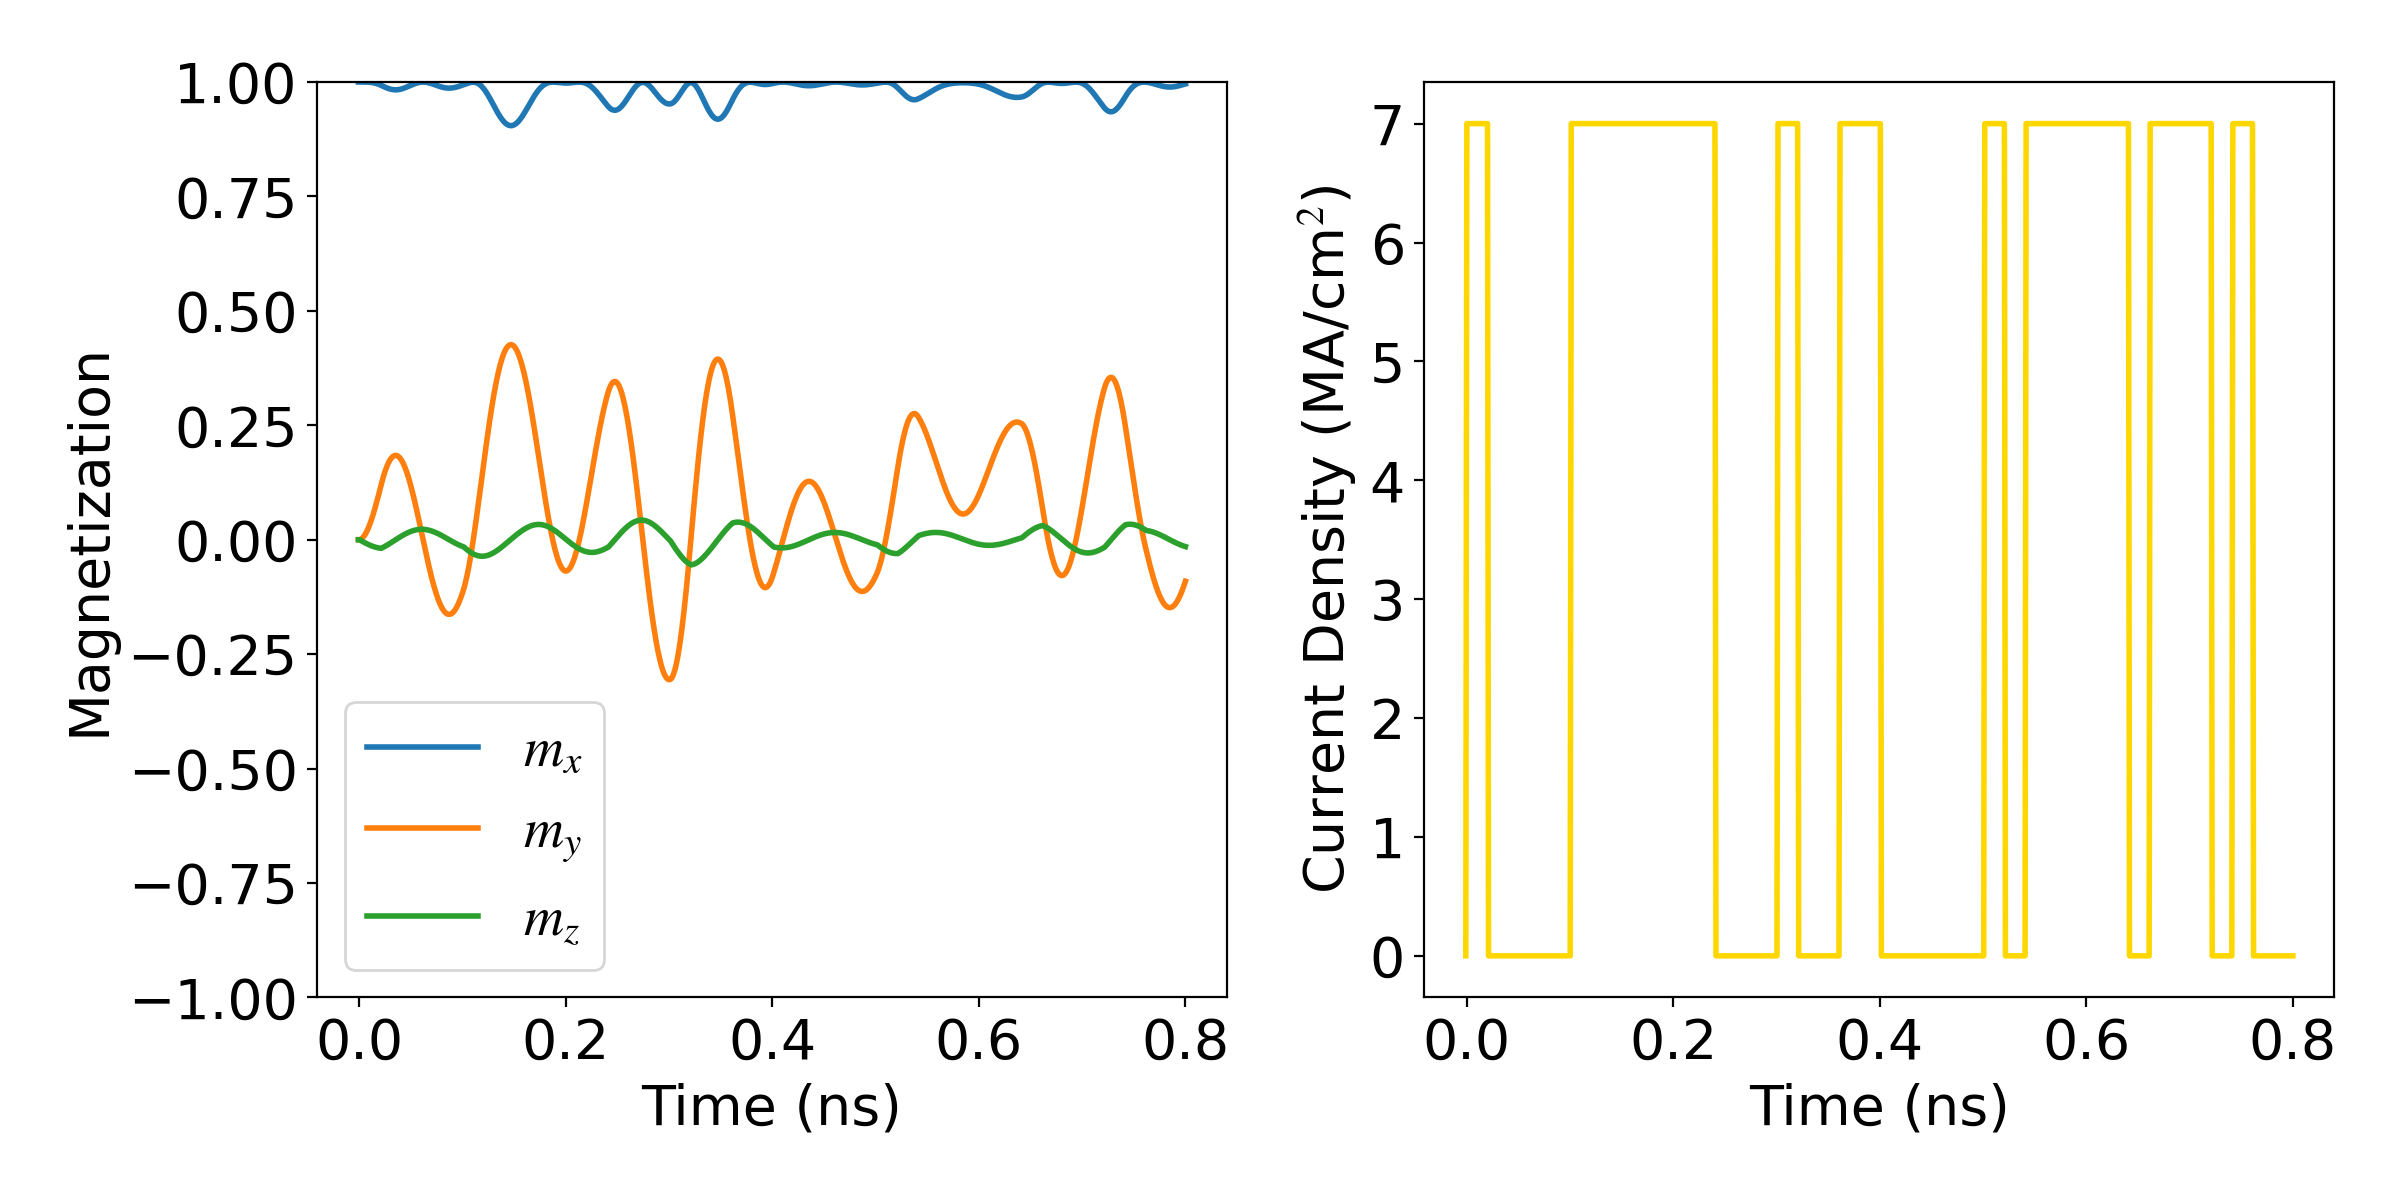 1.00
0.75
0.50
0.25
0.00
−0.25
−0.50
−0.75
−1.00
Magnetization
m_x
m_y
m_z
0.0 0.2 0.4 0.6 0.8
Time (ns)
7
6
5
4
3
2
1
0
Current Density (MA/cm²)
0.0 0.2 0.4 0.6 0.8
Time (ns)